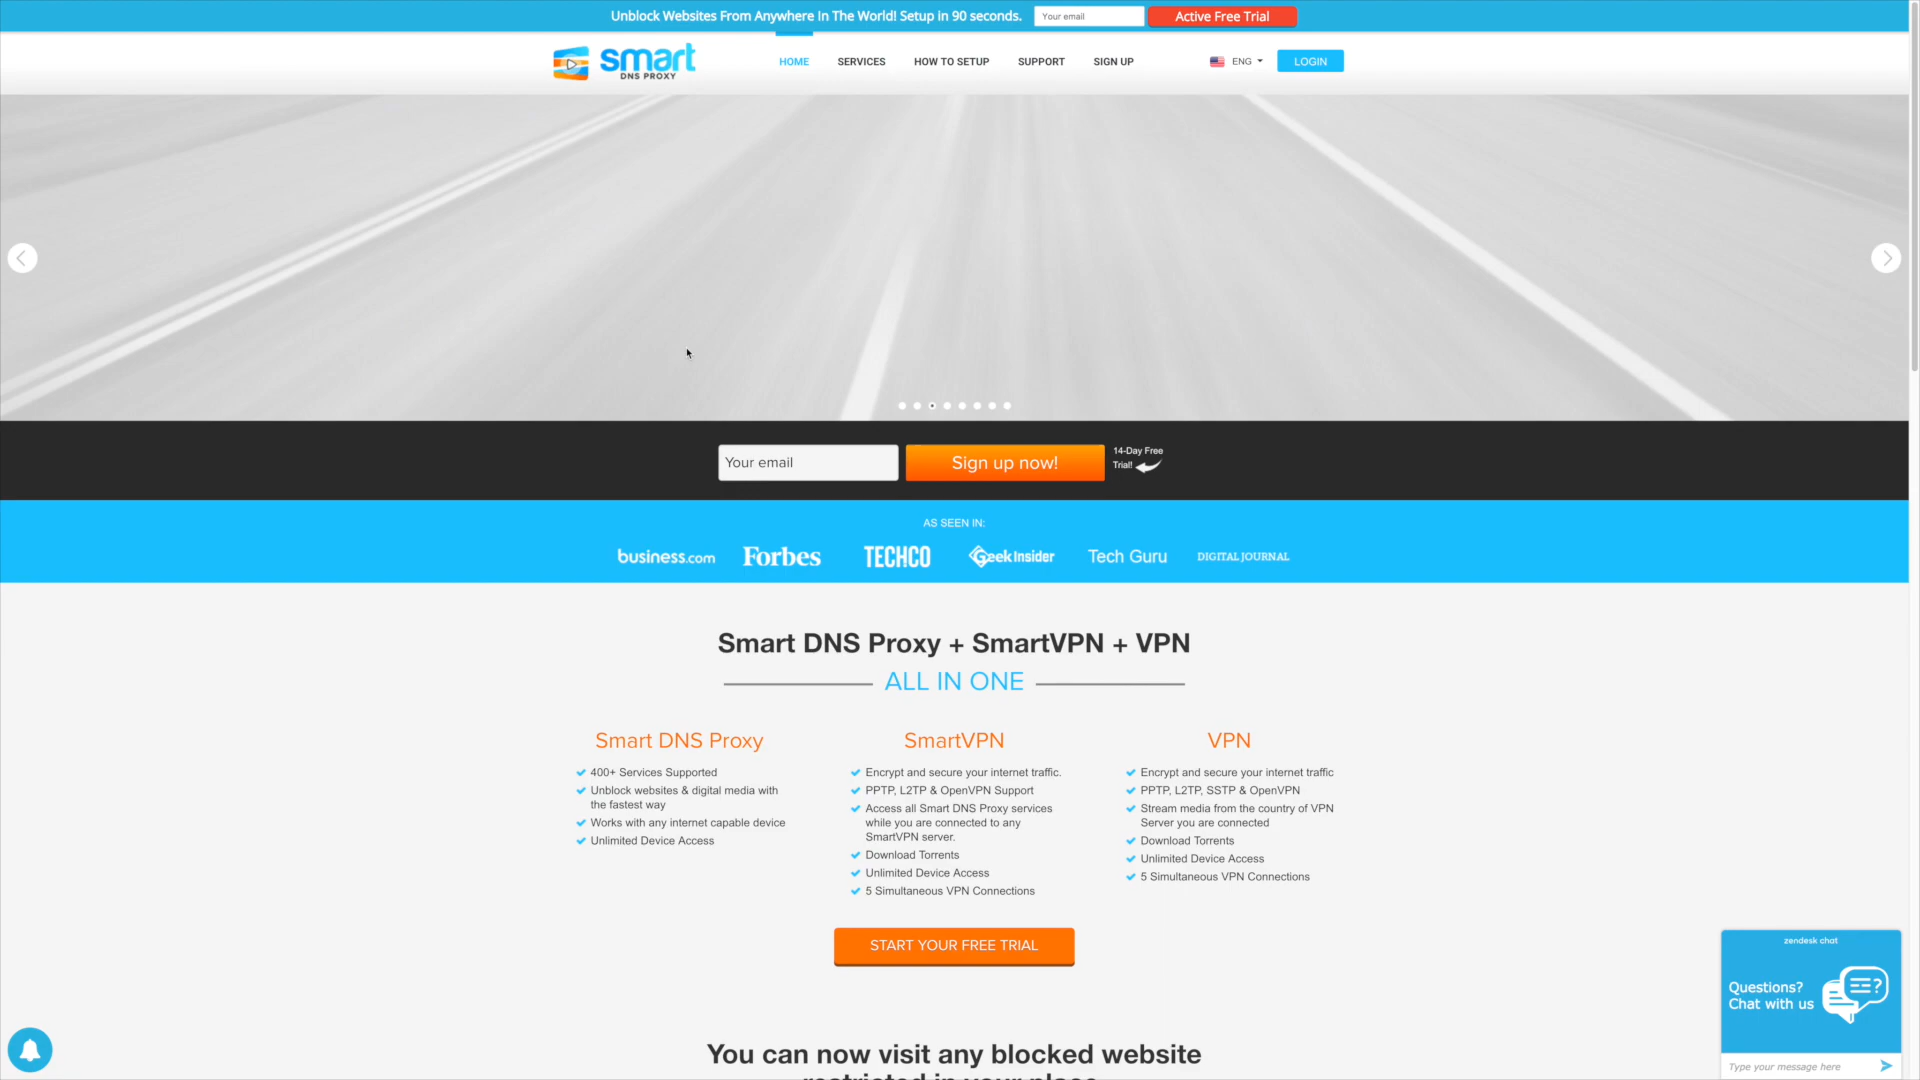 Unblock Websites From Anywhere In The World! Setup in 90 seconds.
Your email
Active Free Trial
smart
DNS PROXY
HOME
SERVICES
HOW TO SETUP
SUPPORT
SIGN UP
ENG
LOGIN
Your email
Sign up now!
14-Day Free
Trial!
AS SEEN IN:
business.com
Forbes
TECHCO
Geek Insider
Tech Guru
DIGITAL JOURNAL
Smart DNS Proxy + SmartVPN + VPN
ALL IN ONE
Smart DNS Proxy
400+ Services Supported
Unblock websites & digital media with
the fastest way
Works with any internet capable device
Unlimited Device Access
SmartVPN
Encrypt and secure your internet traffic.
PPTP, L2TP & OpenVPN Support
Access all Smart DNS Proxy services
while you are connected to any
SmartVPN server.
Download Torrents
Unlimited Device Access
5 Simultaneous VPN Connections
VPN
Encrypt and secure your internet traffic
PPTP, L2TP, SSTP & OpenVPN
Stream media from the country of VPN
Server you are connected
Download Torrents
Unlimited Device Access
5 Simultaneous VPN Connections
START YOUR FREE TRIAL
You can now visit any blocked website
restricted in your place
zendesk chat
Questions?
Chat with us
Type your message here